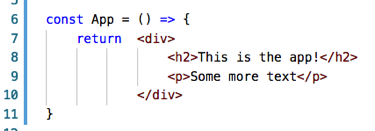 6 const App = () => {
7 return <div>
8 <h2>This is the app!</h2>
9 <p>Some more text</p>
10 </div>
11 }